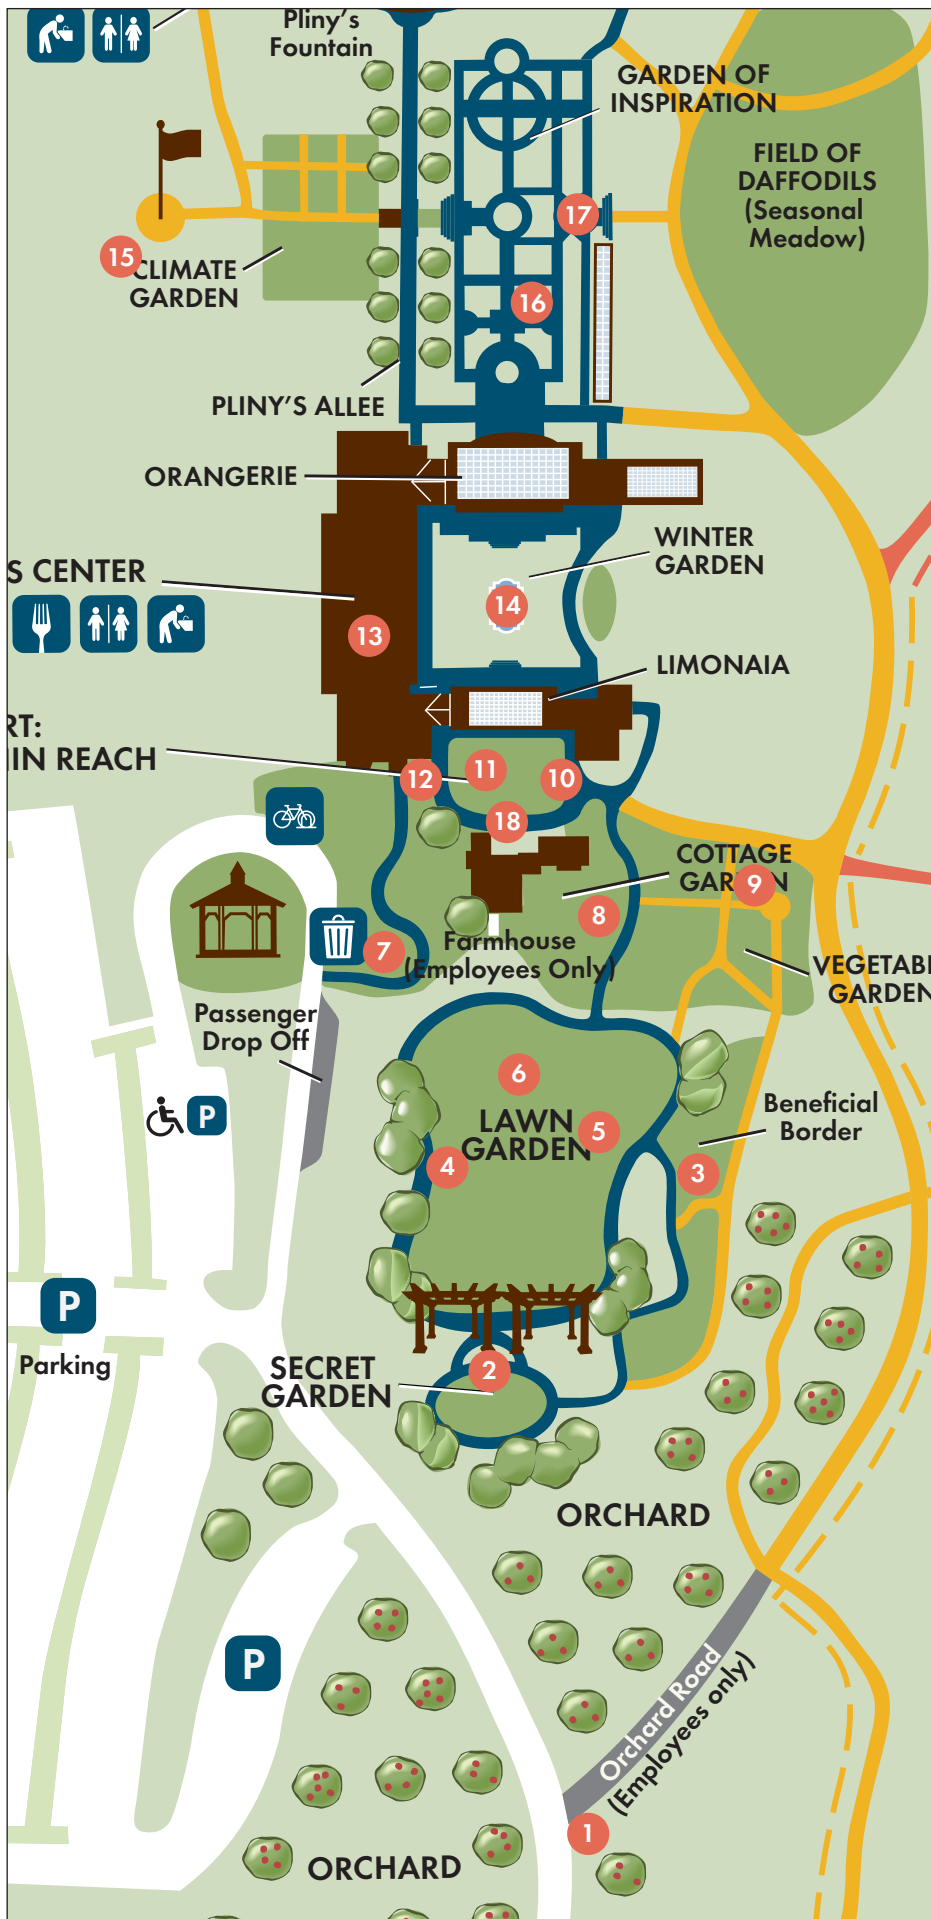 Pliny's
Fountain
GARDEN OF
INSPIRATION
FIELD OF
DAFFODILS
(Seasonal
Meadow)
17
15
CLIMATE
GARDEN
16
PLINY'S ALLEE
ORANGERIE
WINTER
GARDEN
S CENTER
14
13
LIMONAIA
RT:
IN REACH
11
12
10
18
COTTAGE
GARDEN
9
8
7
Farmhouse
(Employees Only)
VEGETABL
GARDEN
Passenger
Drop Off
6
LAWN
GARDEN
5
Beneficial
Border
P
4
3
P
Parking
SECRET
GARDEN
2
ORCHARD
P
Orchard Road
(Employees only)
1
ORCHARD